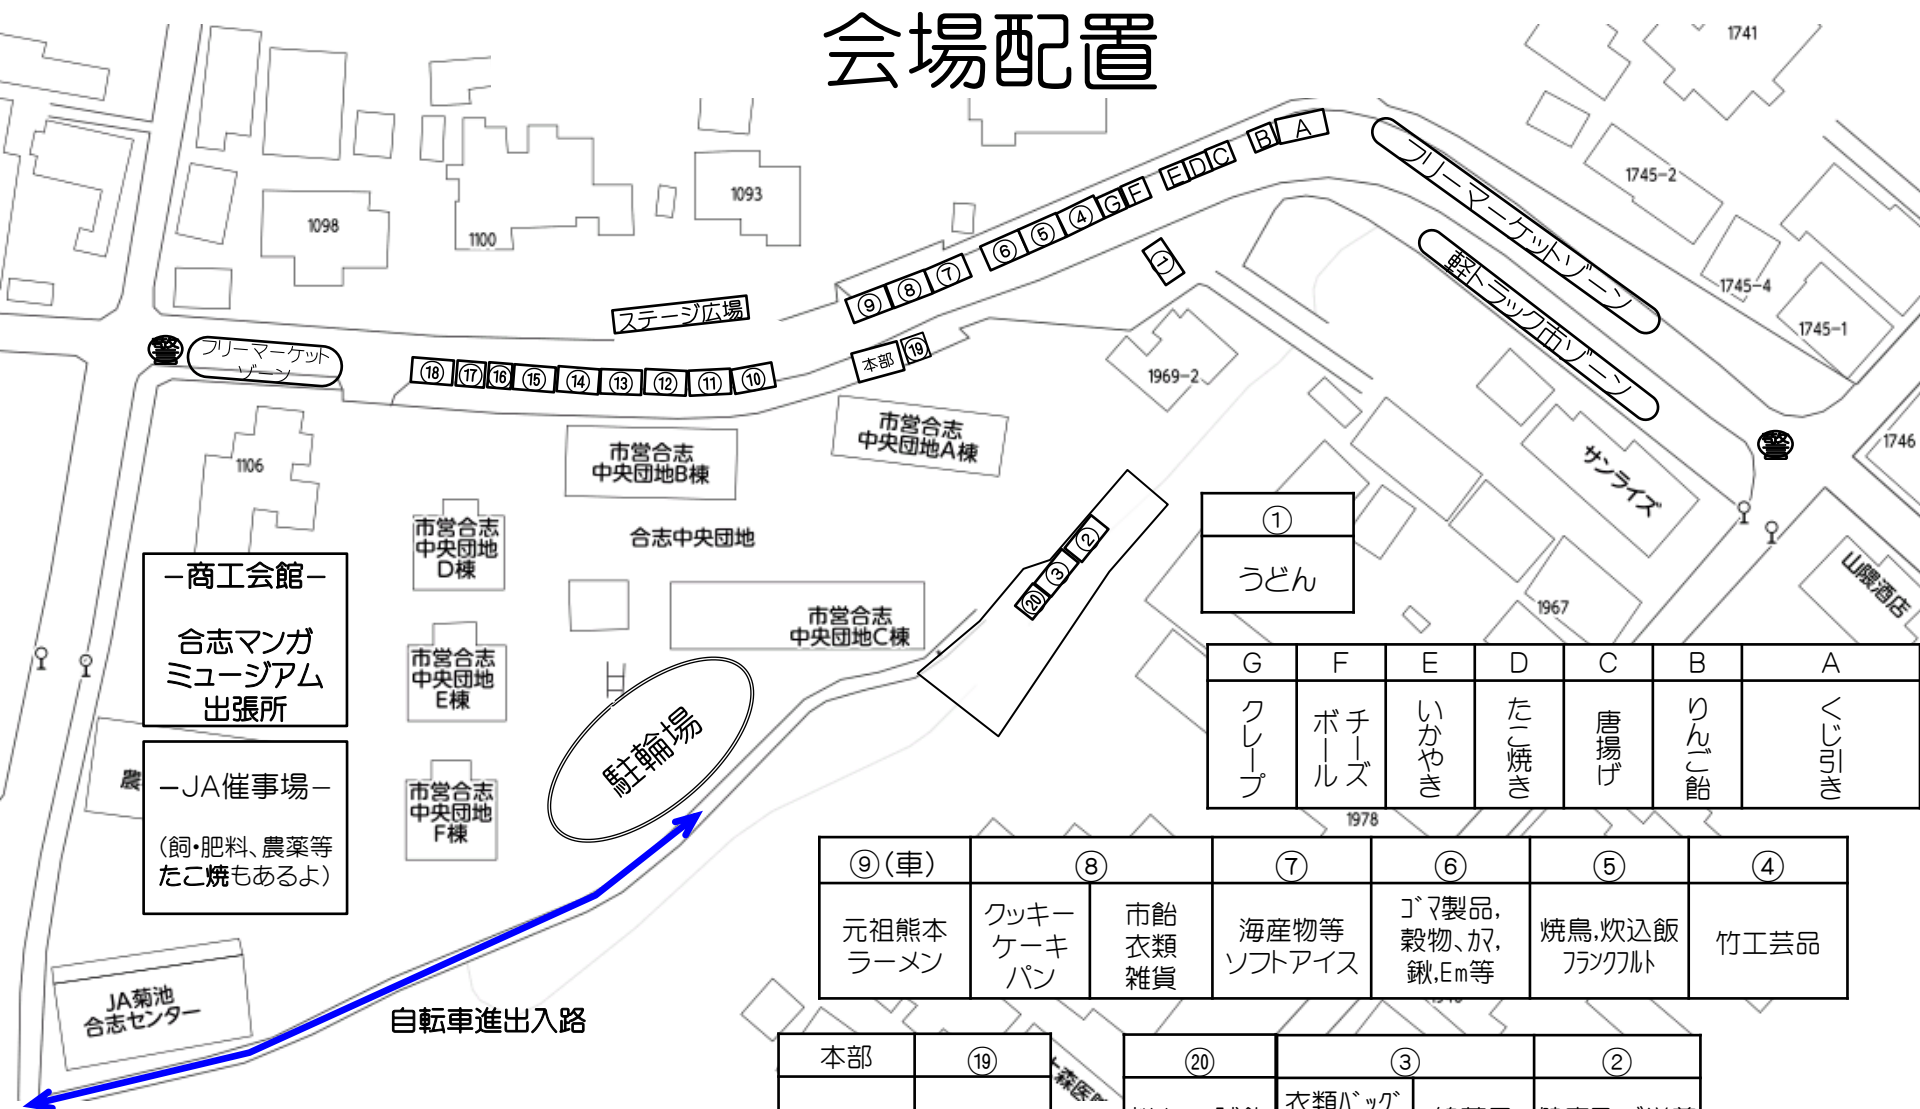 会場配置
1741
1745-2
1745-4
1745-1
1746
1093
1098
1100
A
B
C
D
E
F
G
④
⑤
⑥
⑦
⑧
⑨
①
フリーマーケットゾーン
軽トラック市ゾーン
ステージ広場
警
フリーマーケット
ゾーン
⑱
⑰
⑯
⑮
⑭
⑬
⑫
⑪
⑩
本部
⑲
1969-2
警
サンライズ
山隈酒店
1967
1106
市営合志
中央団地A棟
市営合志
中央団地B棟
合志中央団地
市営合志
中央団地
D棟
市営合志
中央団地C棟
市営合志
中央団地
E棟
市営合志
中央団地
F棟
②
③
⑳
駐輪場
-商工会館-
合志マンガ
ミュージアム
出張所
農
-JA催事場-
(飼・肥料、農薬等
たこ焼もあるよ)
JA菊池
合志センター
自転車進出入路
①
うどん
G
F
E
D
C
B
A
クレープ
チーズ
ボール
いかやき
たこ焼き
唐揚げ
りんご飴
くじ引き
1978
⑨(車)
⑧
⑦
⑥
⑤
④
元祖熊本
ラーメン
クッキー
ケーキ
パン
市飴
衣類
雑貨
海産物等
ソフトアイス
ゴマ製品,
穀物、カマ,
鍬,Em等
焼鳥,炊込飯
フランクフルト
竹工芸品
本部
⑲
⑳
③
②
衣類バッグ